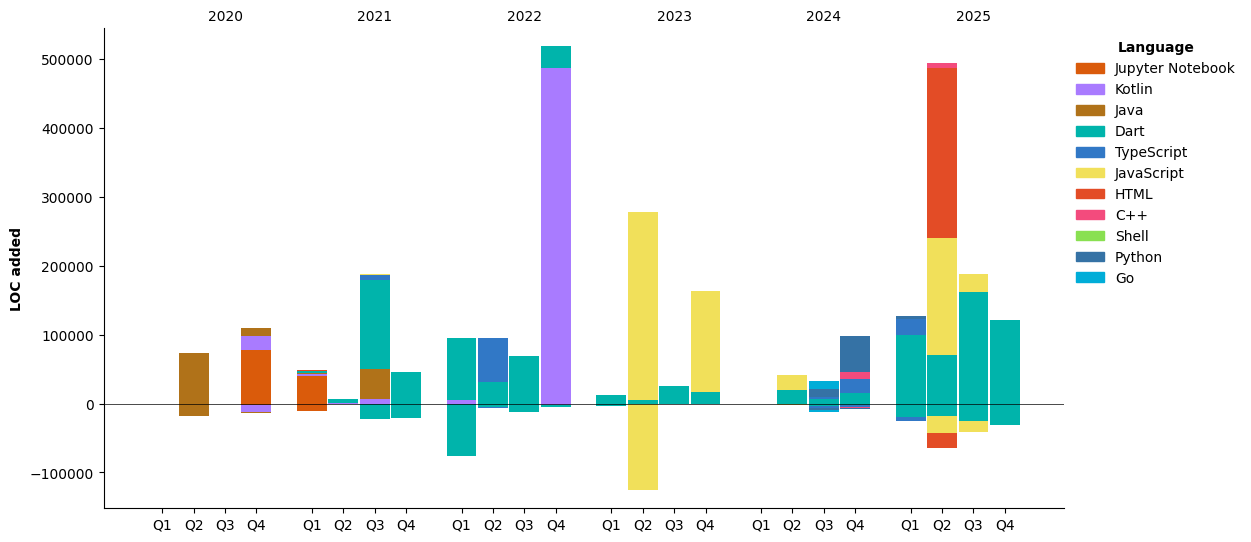 2020 2021 2022 2023 2024 2025
Language
Jupyter Notebook
Kotlin
Java
Dart
TypeScript
JavaScript
HTML
C++
Shell
Python
Go
LOC added
500000
400000
300000
200000
100000
0
−100000
Q1 Q2 Q3 Q4 Q1 Q2 Q3 Q4 Q1 Q2 Q3 Q4 Q1 Q2 Q3 Q4 Q1 Q2 Q3 Q4 Q1 Q2 Q3 Q4